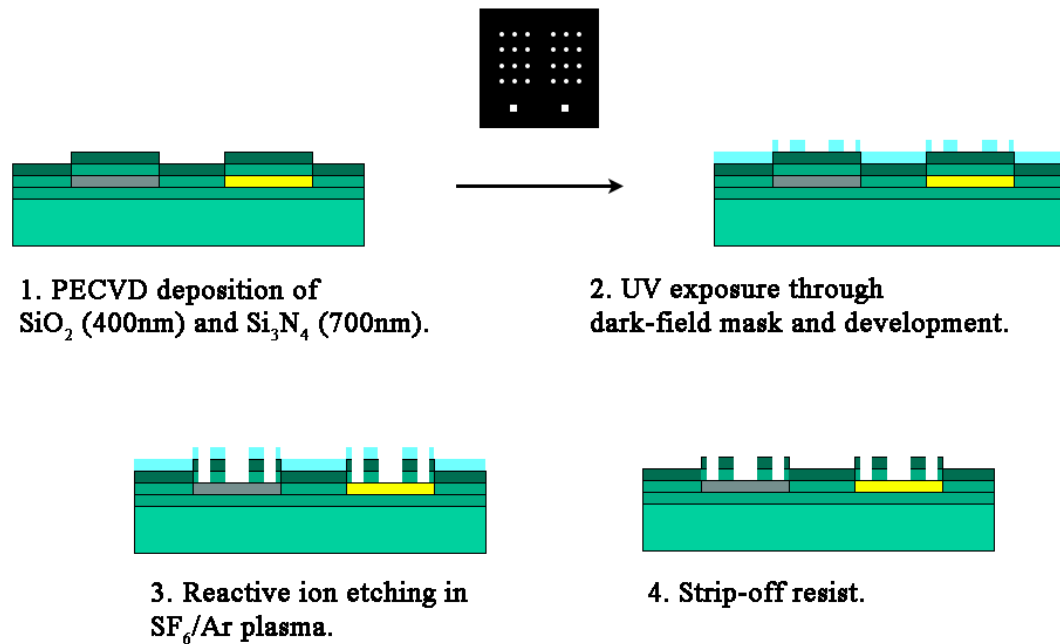 1. PECVD deposition of
SiO₂ (400nm) and Si₃N₄ (700nm).
2. UV exposure through
dark-field mask and development.
3. Reactive ion etching in
SF₆/Ar plasma.
4. Strip-off resist.